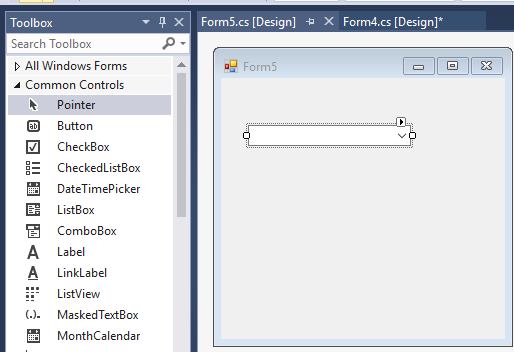 Toolbox
Search Toolbox
All Windows Forms
Common Controls
Pointer
Button
CheckBox
CheckedListBox
DateTimePicker
ListBox
ComboBox
Label
LinkLabel
ListView
MaskedTextBox
MonthCalendar
Form5.cs [Design]
Form4.cs [Design]*
Form5